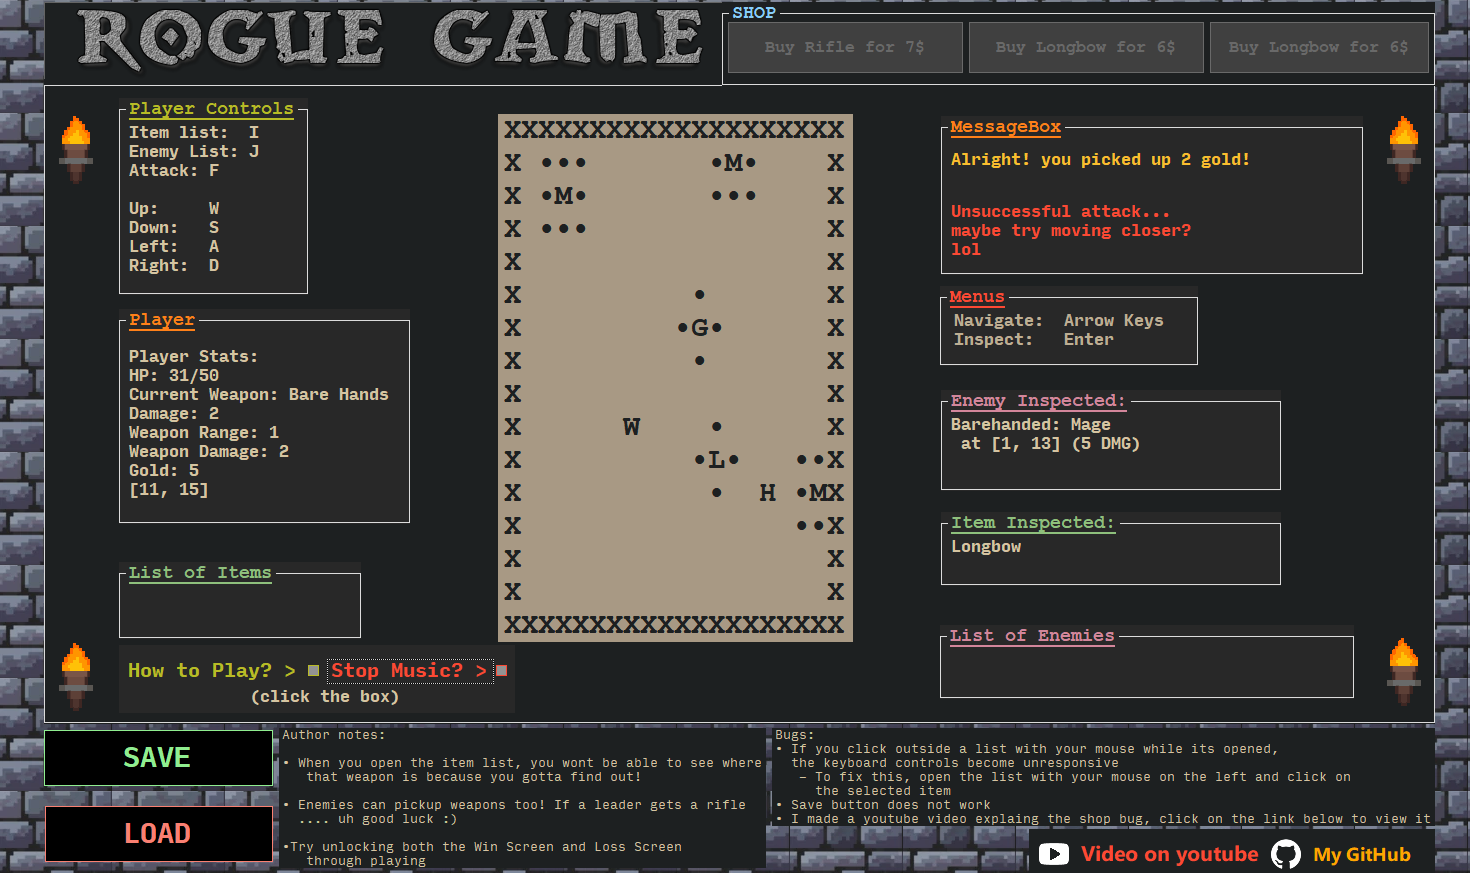 ROGUE GAME
SHOP
Buy Rifle for 7$
Buy Longbow for 6$
Buy Longbow for 6$
Player Controls
Item list:  I
Enemy List: J
Attack: F
Up:     W
Down:   S
Left:   A
Right:  D
Player
Player Stats:
HP: 31/50
Current Weapon: Bare Hands
Damage: 2
Weapon Range: 1
Weapon Damage: 2
Gold: 5
[11, 15]
List of Items
How to Play? >
Stop Music? >
(click the box)
XXXXXXXXXXXXXXXXXXXX
X •••       •M•    X
X •M•       •••    X
X •••              X
X                  X
X          •       X
X         •G•      X
X          •       X
X                  X
X      W    •      X
X          •L•   ••X
X           •  H •MX
X                ••X
X                  X
X                  X
XXXXXXXXXXXXXXXXXXXX
MessageBox
Alright! you picked up 2 gold!
Unsuccessful attack...
maybe try moving closer?
lol
Menus
Navigate:  Arrow Keys
Inspect:   Enter
Enemy Inspected:
Barehanded: Mage
at [1, 13] (5 DMG)
Item Inspected:
Longbow
List of Enemies
SAVE
LOAD
Author notes:
• When you open the item list, you wont be able to see where
that weapon is because you gotta find out!
• Enemies can pickup weapons too! If a leader gets a rifle
.... uh good luck :)
•Try unlocking both the Win Screen and Loss Screen
through playing
Bugs:
• If you click outside a list with your mouse while its opened,
the keyboard controls become unresponsive
– To fix this, open the list with your mouse on the left and click on
the selected item
• Save button does not work
• I made a youtube video explaing the shop bug, click on the link below to view it
Video on youtube
My GitHub